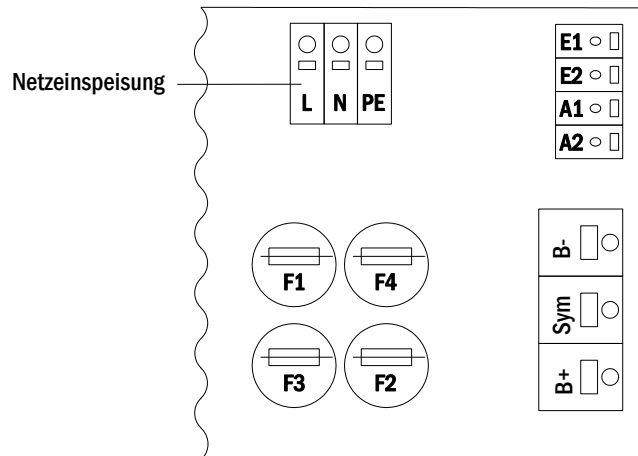 Netzeinspeisung
L N PE
E1
E2
A1
A2
F1 F4
F3 F2
B-
Sym
B+